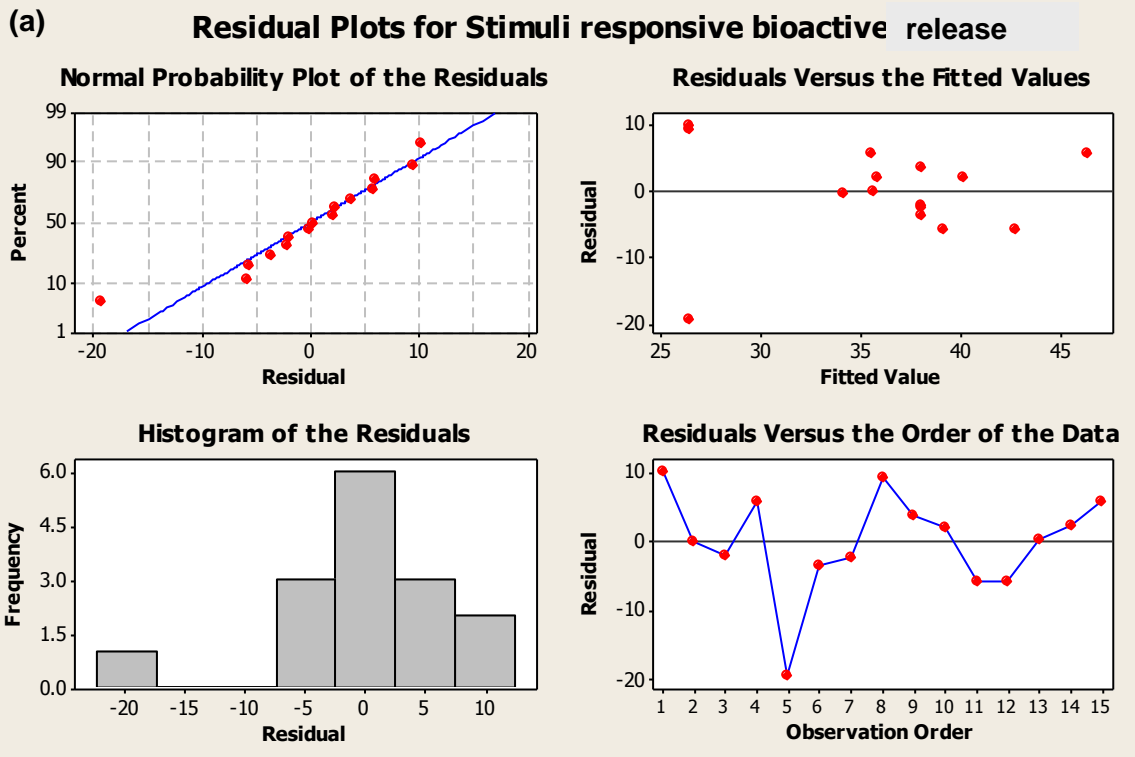 (a)
Residual Plots for Stimuli responsive bioactive release
Normal Probability Plot of the Residuals
99
90
50
10
1
Percent
-20 -10 0 10 20
Residual
Residuals Versus the Fitted Values
10
0
-10
-20
Residual
25 30 35 40 45
Fitted Value
Histogram of the Residuals
6.0
4.5
3.0
1.5
0.0
Frequency
-20 -15 -10 -5 0 5 10
Residual
Residuals Versus the Order of the Data
10
0
-10
-20
Residual
1 2 3 4 5 6 7 8 9 10 11 12 13 14 15
Observation Order